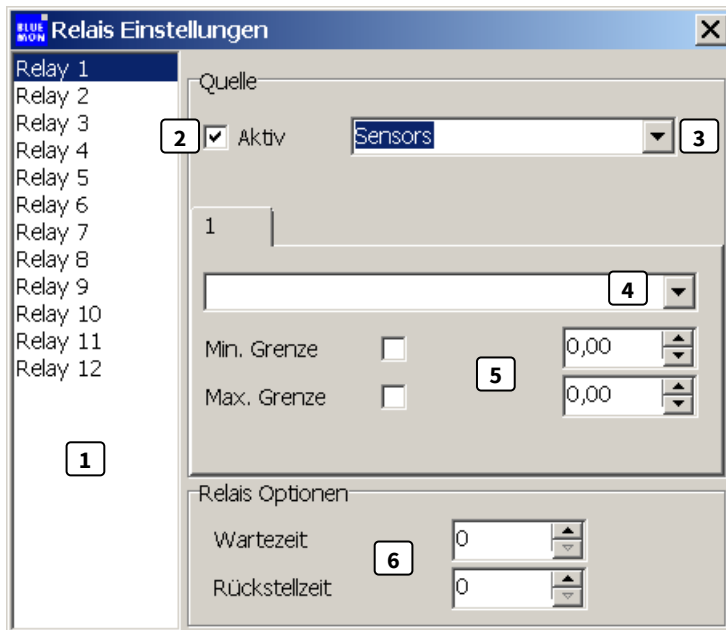 BLUE MON Relais Einstellungen
Relay 1
Relay 2
Relay 3
Relay 4
Relay 5
Relay 6
Relay 7
Relay 8
Relay 9
Relay 10
Relay 11
Relay 12
1
Quelle
2 Aktiv Sensors 3
1
4
Min. Grenze 0,00
5
Max. Grenze 0,00
Relais Optionen
Wartezeit 0
6
Rückstellzeit 0